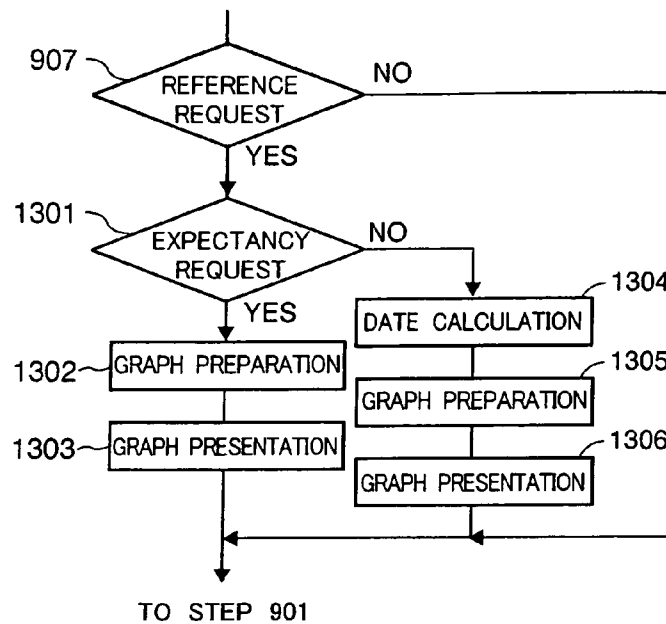 907
REFERENCE
REQUEST
NO
YES
1301
EXPECTANCY
REQUEST
NO
YES
1304
DATE CALCULATION
1302
GRAPH PREPARATION
1305
GRAPH PREPARATION
1303
GRAPH PRESENTATION
1306
GRAPH PRESENTATION
TO STEP 901